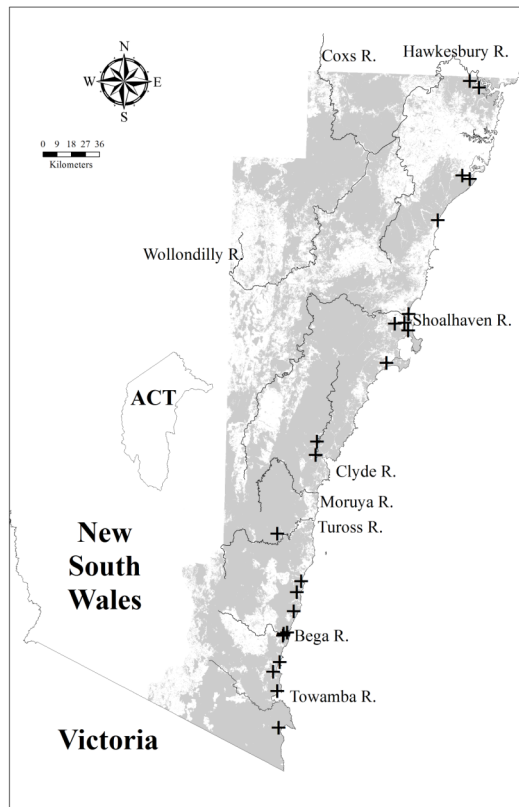 Coxs R.
Hawkesbury R.
N
W E
S
0 9 18 27 36
Kilometers
Wollondilly R.
Shoalhaven R.
ACT
Clyde R.
Moruya R.
Tuross R.
New
South
Wales
Bega R.
Towamba R.
Victoria